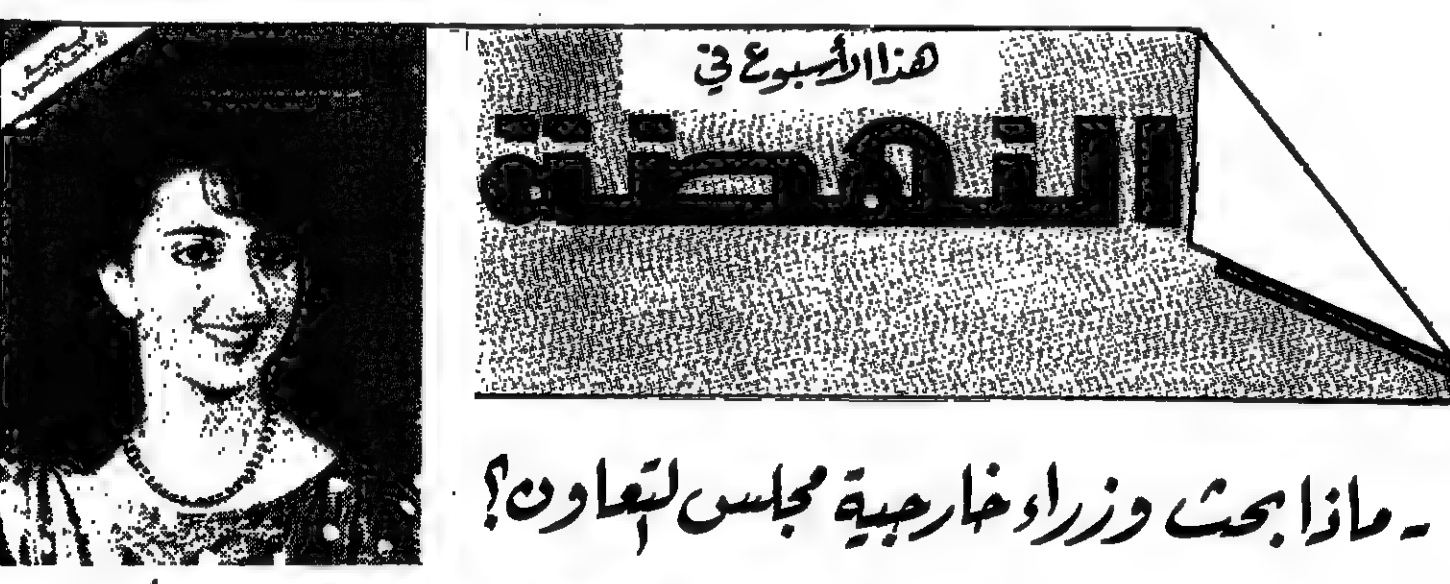 هذا الأسبوع في
النهضة
- ماذا بحث وزراء خارجية مجلس التعاون؟